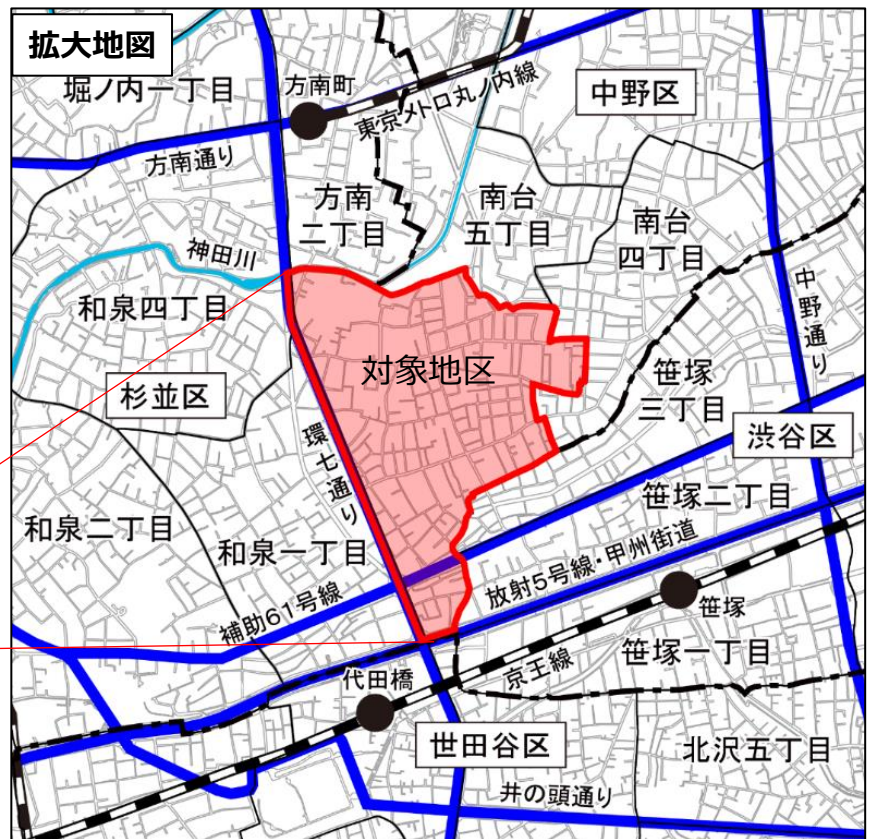 拡大地図
堀ノ内一丁目
方南町
東京メトロ丸ノ内線
中野区
方南通り
方南
二丁目
南台
五丁目
南台
四丁目
神田川
和泉四丁目
中野通り
対象地区
杉並区
笹塚
三丁目
環七通り
渋谷区
笹塚二丁目
和泉二丁目
和泉一丁目
放射5号線・甲州街道
補助61号線
笹塚
笹塚一丁目
京王線
代田橋
世田谷区
北沢五丁目
井の頭通り